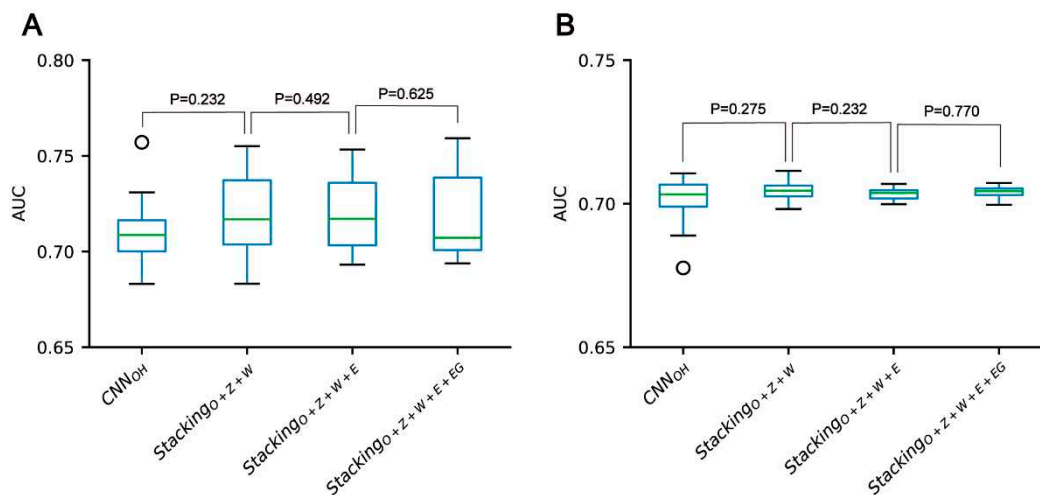 A
0.80
0.75
0.70
0.65
AUC
P=0.232
P=0.492
P=0.625
CNN_OH
Stacking_O+Z+W
Stacking_O+Z+W+E
Stacking_O+Z+W+E+EG
B
0.75
0.70
0.65
AUC
P=0.275
P=0.232
P=0.770
CNN_OH
Stacking_O+Z+W
Stacking_O+Z+W+E
Stacking_O+Z+W+E+EG